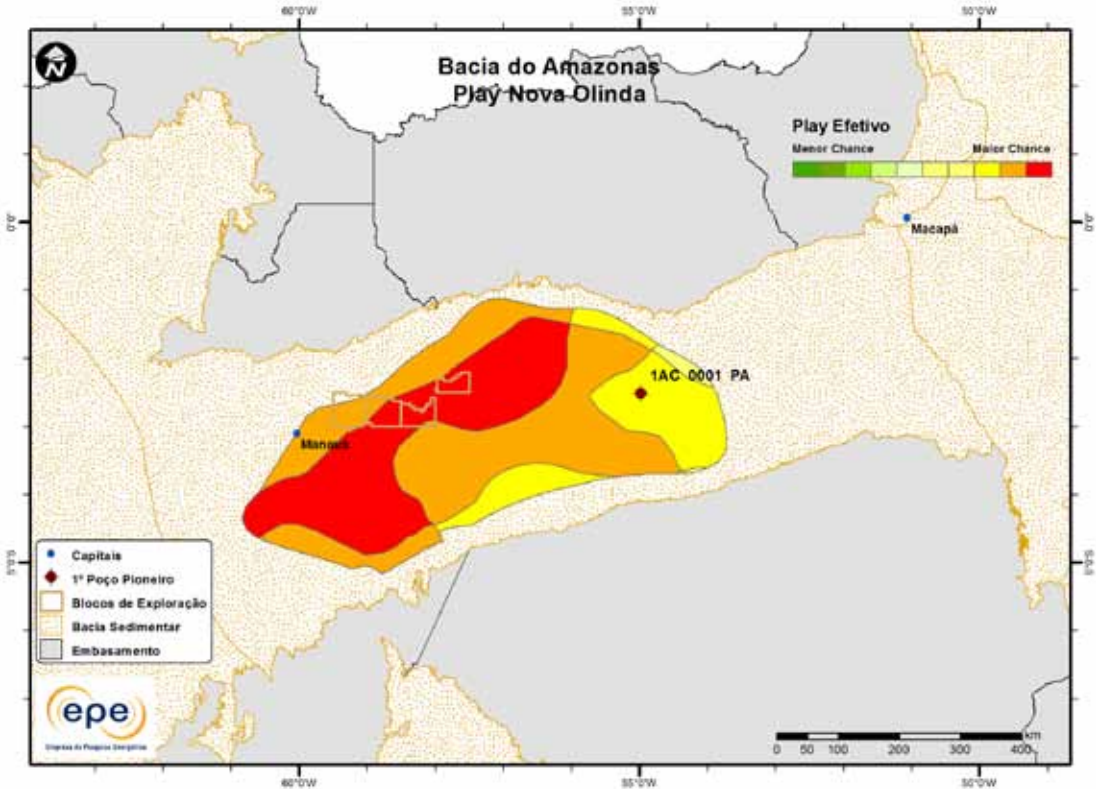 60°0'W 55°0'W 50°0'W
N
Bacia do Amazonas
Play Nova Olinda
Play Efetivo
Menor Chance Maior Chance
Macapá
1AC 0001 PA
Manaus
Capitais
1º Poço Pioneiro
Blocos de Exploração
Bacia Sedimentar
Embasamento
epe
Empresa de Pesquisa Energética
km
0 50 100 200 300 400
0°0' 0°0'
5°0'S 5°0'S
60°0'W 55°0'W 50°0'W